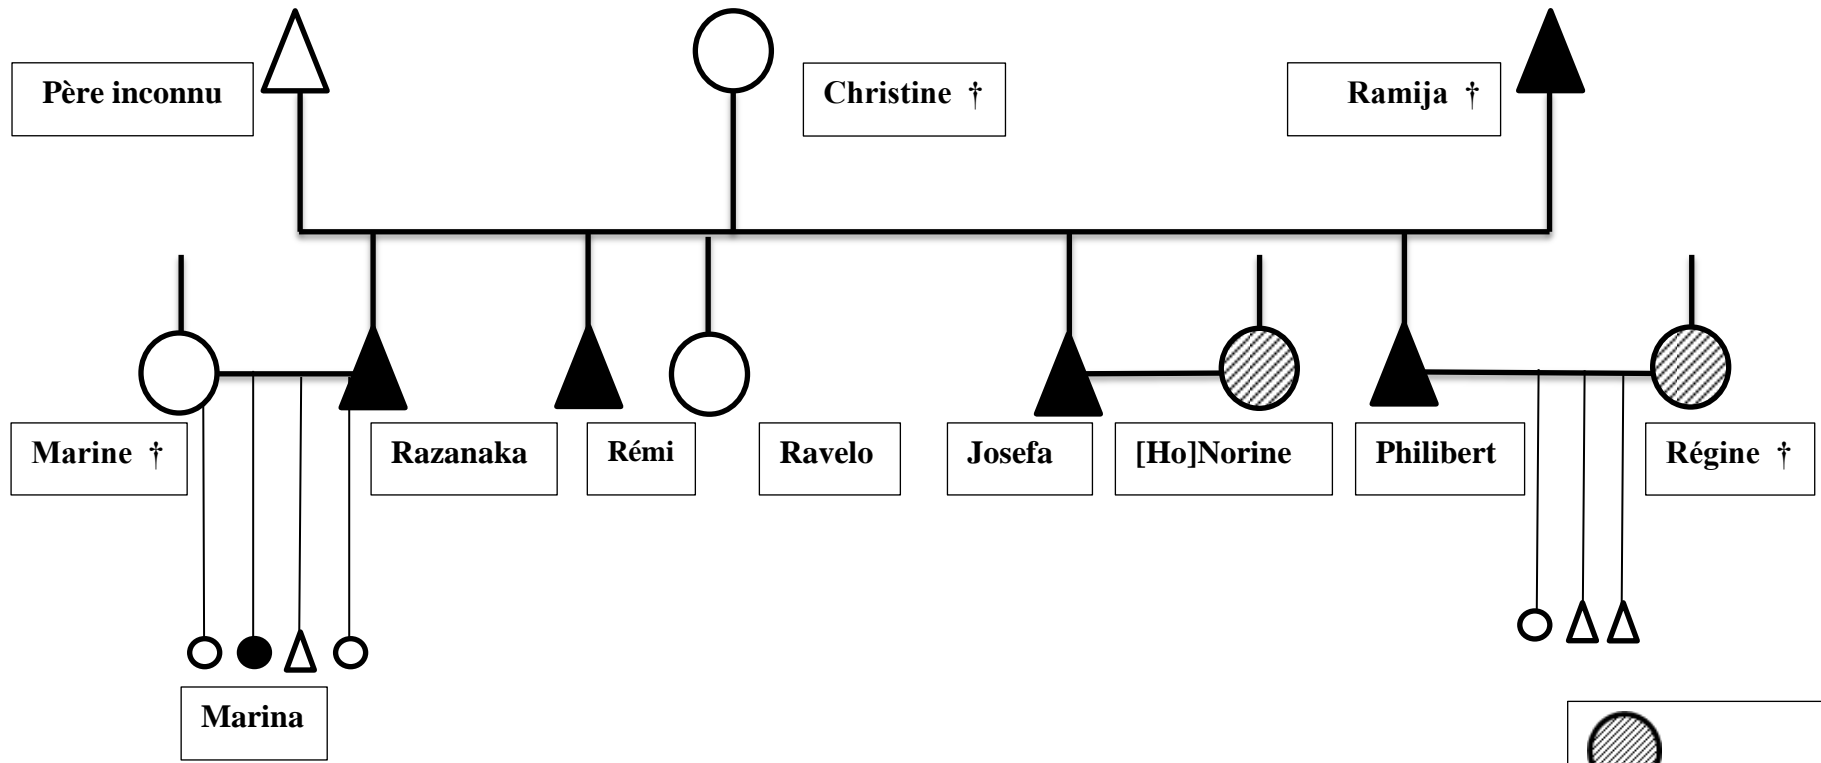 Père inconnu
Christine †
Ramija †
Marine †
Razanaka
Rémi
Ravelo
Josefa
[Ho]Norine
Philibert
Régine †
Marina